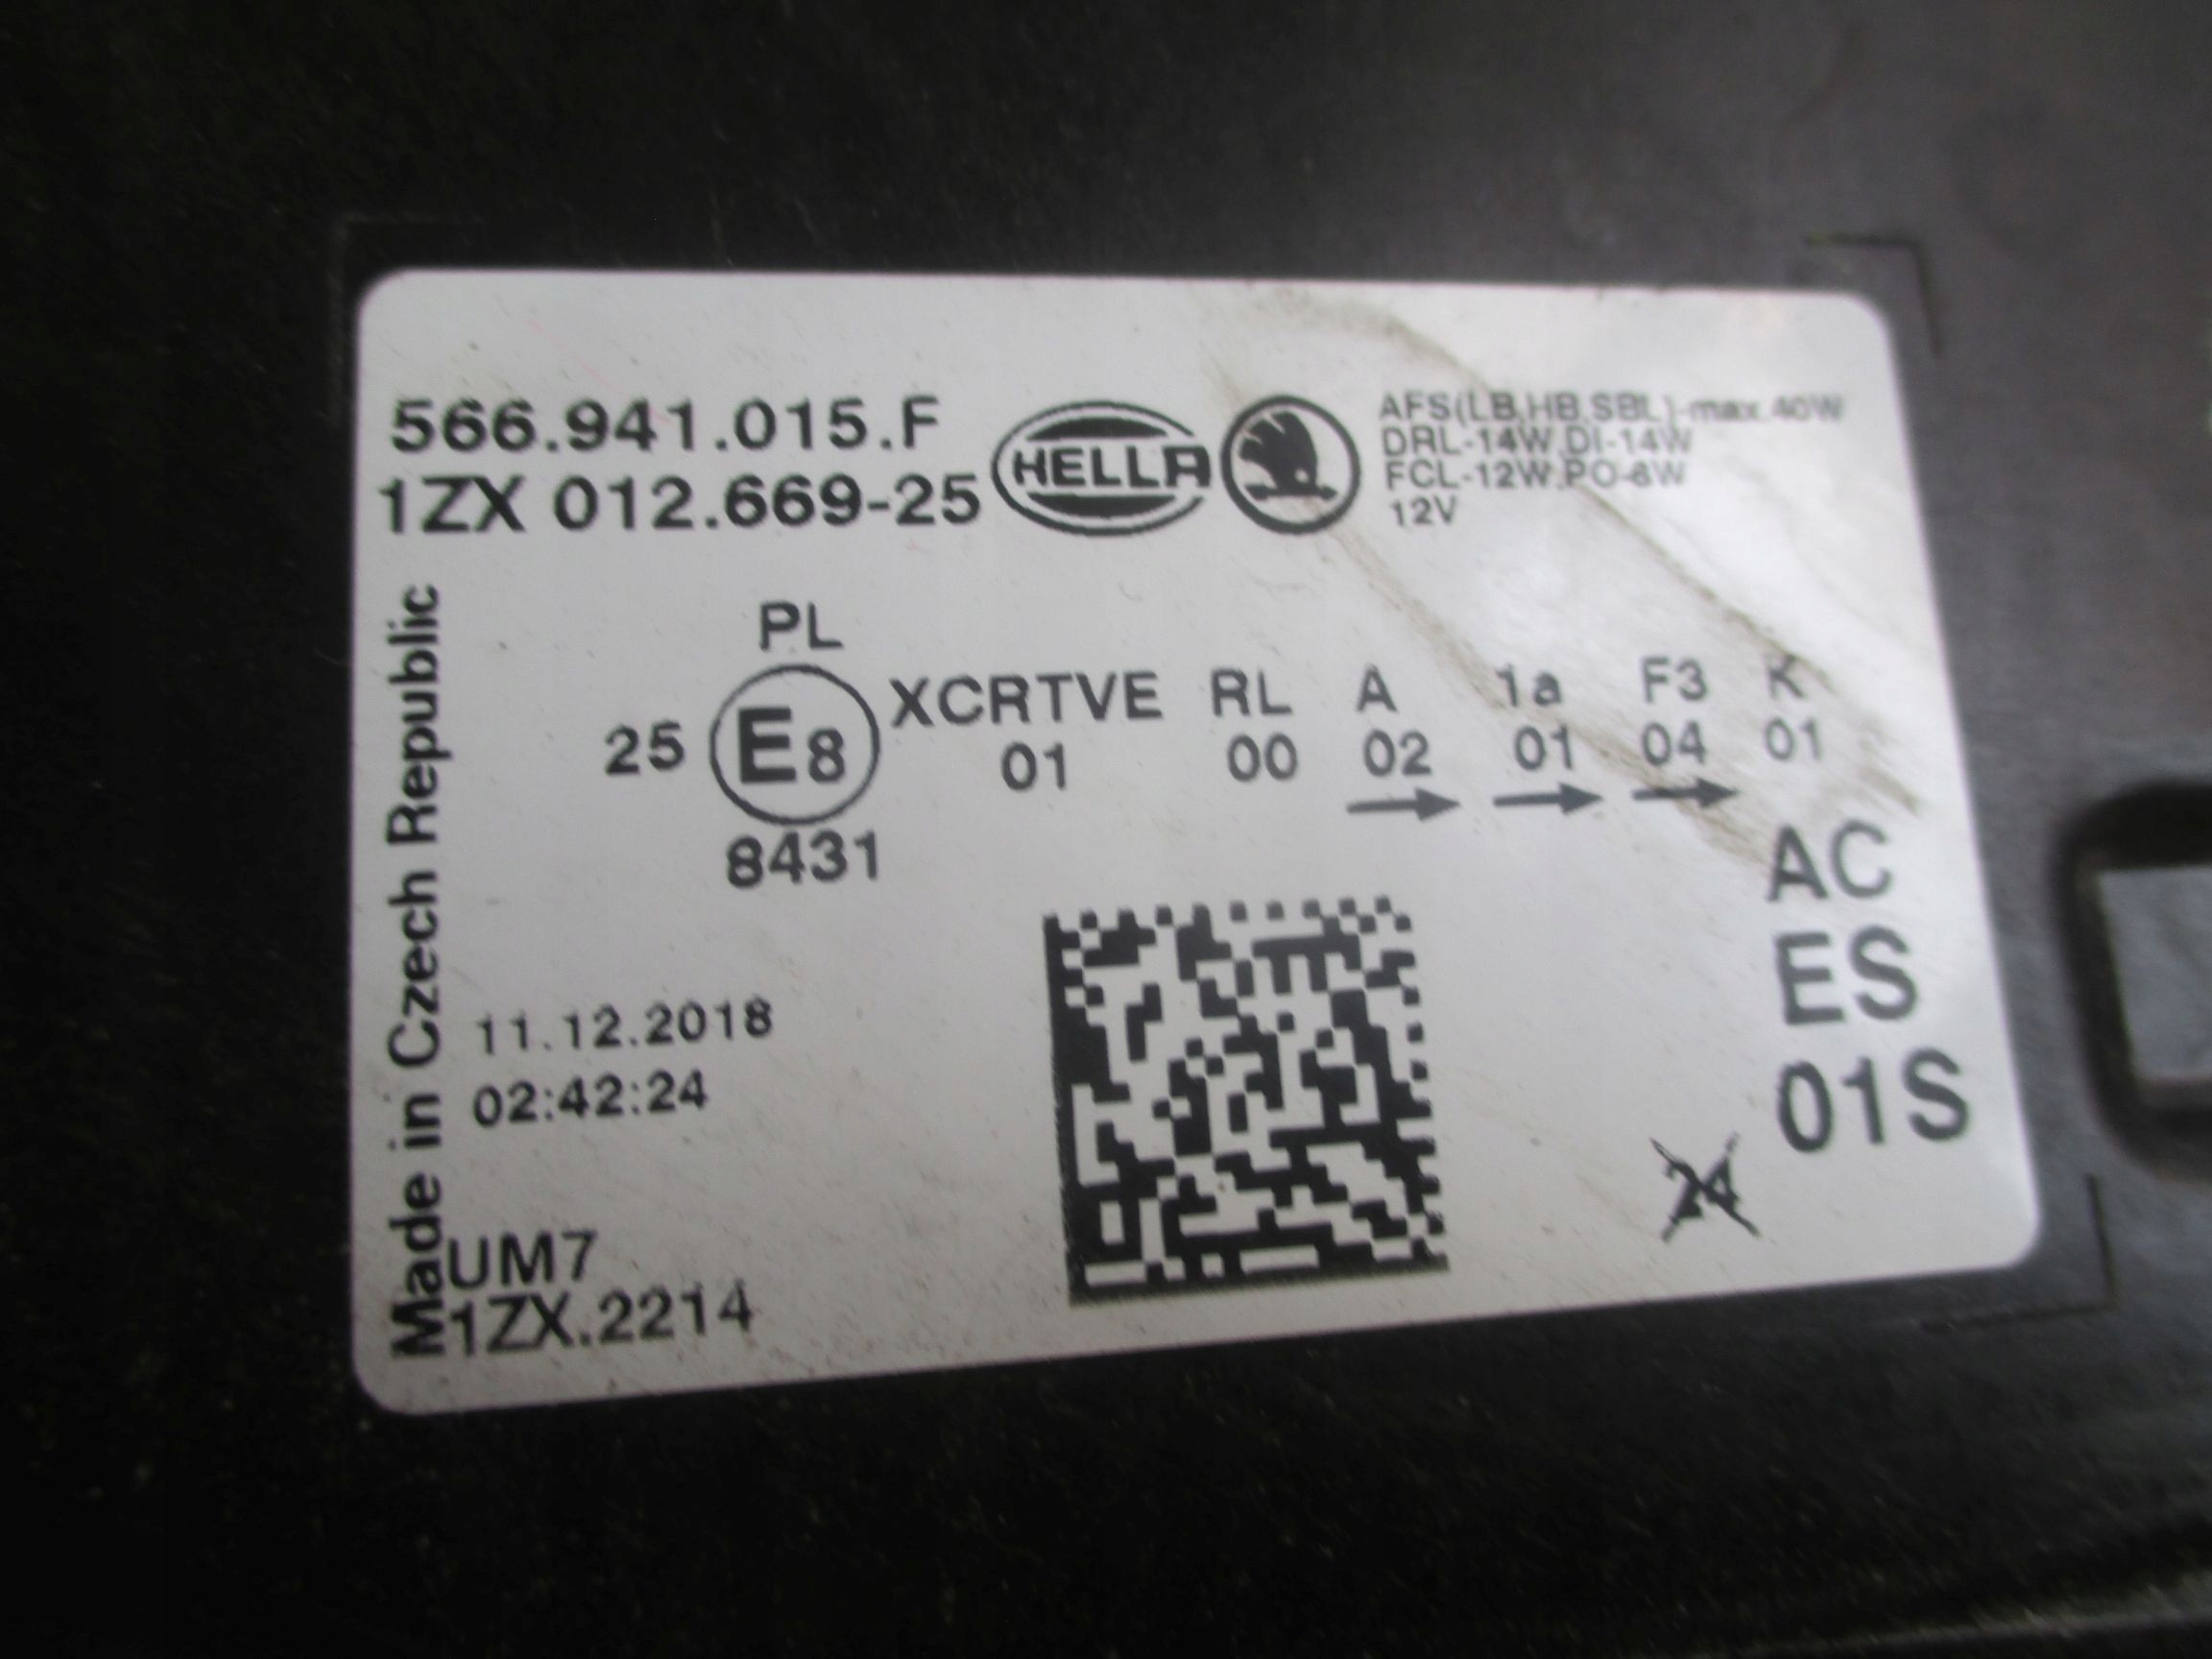 566.941.015.F
1ZX 012.669-25
HELLA
AFS(LB,HB,SBL)-max.40W
DRL-14W,DI-14W
FCL-12W,PO-6W
12V
Made in Czech Republic
PL
25 E8 XCRTVE RL A 1a F3 K
01 00 02 01 04 01
8431
AC
ES
01S
11.12.2018
02:42:24
UM7
1ZX.2214